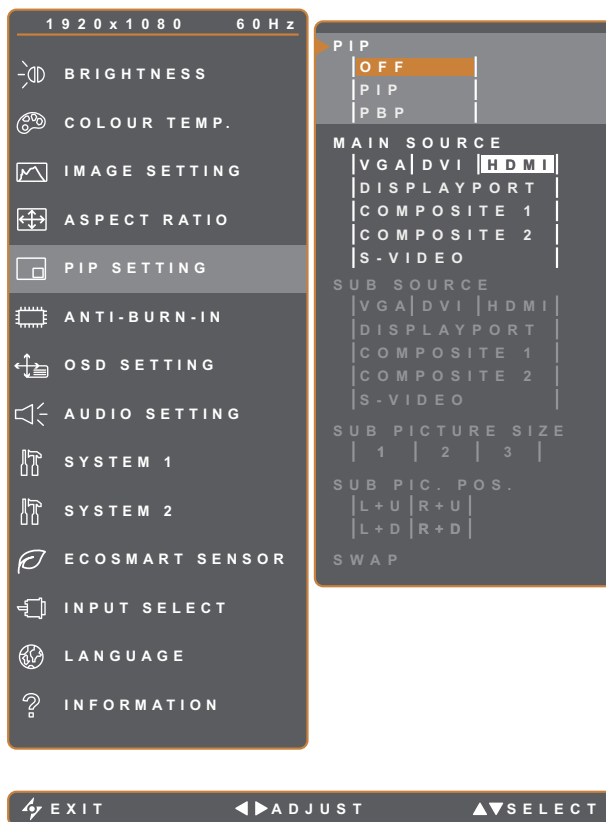 1920x1080 60Hz
BRIGHTNESS
COLOUR TEMP.
IMAGE SETTING
ASPECT RATIO
PIP SETTING
ANTI-BURN-IN
OSD SETTING
AUDIO SETTING
SYSTEM 1
SYSTEM 2
ECOSMART SENSOR
INPUT SELECT
LANGUAGE
INFORMATION
PIP
OFF
PIP
PBP
MAIN SOURCE
VGA DVI HDMI
DISPLAYPORT
COMPOSITE 1
COMPOSITE 2
S-VIDEO
SUB SOURCE
VGA DVI HDMI
DISPLAYPORT
COMPOSITE 1
COMPOSITE 2
S-VIDEO
SUB PICTURE SIZE
1 2 3
SUB PIC. POS.
L+U R+U
L+D R+D
SWAP
EXIT ADJUST SELECT